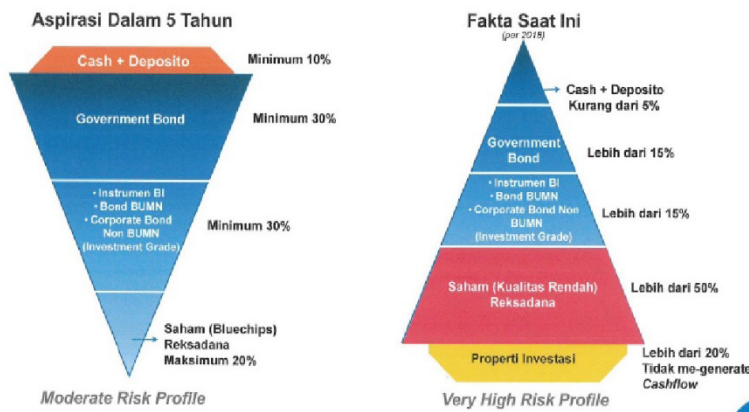 Aspirasi Dalam 5 Tahun
Cash + Deposito
Minimum 10%
Government Bond
Minimum 30%
• Instrumen BI
• Bond BUMN
• Corporate Bond
Non BUMN
(Investment Grade)
Minimum 30%
Saham (Bluechips)
Reksadana
Maksimum 20%
Moderate Risk Profile
Fakta Saat Ini
(per 2018)
Cash + Deposito
Kurang dari 5%
Government
Bond
Lebih dari 15%
• Instrumen BI
• Bond BUMN
• Corporate Bond Non
BUMN
(Investment Grade)
Lebih dari 15%
Saham (Kualitas Rendah)
Reksadana
Lebih dari 50%
Properti Investasi
Lebih dari 20%
Tidak me-generate
Cashflow
Very High Risk Profile